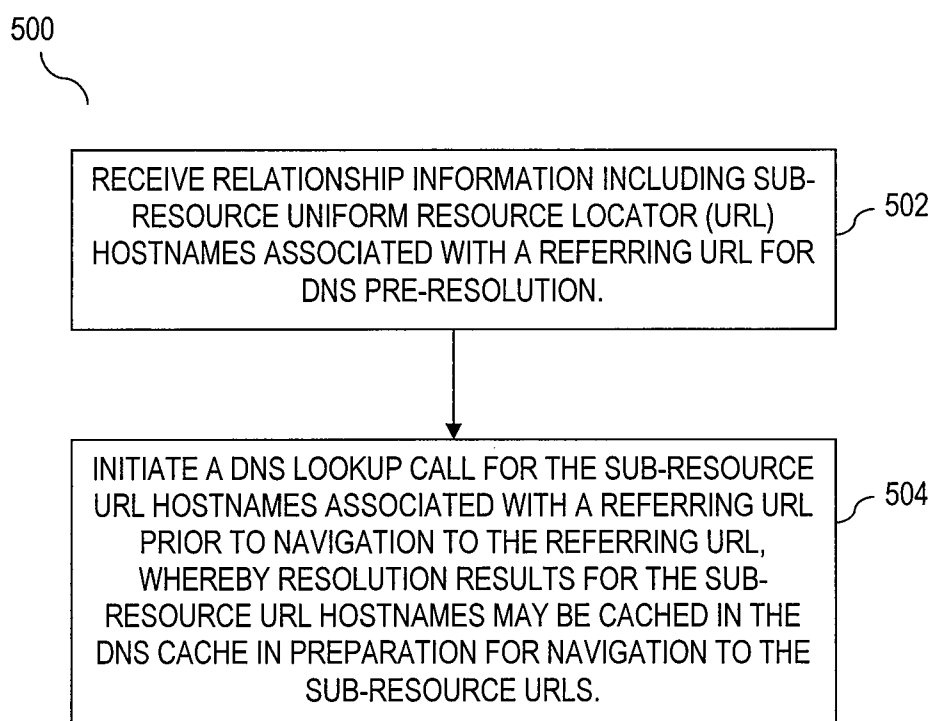 500
RECEIVE RELATIONSHIP INFORMATION INCLUDING SUB-
RESOURCE UNIFORM RESOURCE LOCATOR (URL)
HOSTNAMES ASSOCIATED WITH A REFERRING URL FOR
DNS PRE-RESOLUTION.
502
INITIATE A DNS LOOKUP CALL FOR THE SUB-RESOURCE
URL HOSTNAMES ASSOCIATED WITH A REFERRING URL
PRIOR TO NAVIGATION TO THE REFERRING URL,
WHEREBY RESOLUTION RESULTS FOR THE SUB-
RESOURCE URL HOSTNAMES MAY BE CACHED IN THE
DNS CACHE IN PREPARATION FOR NAVIGATION TO THE
SUB-RESOURCE URLS.
504